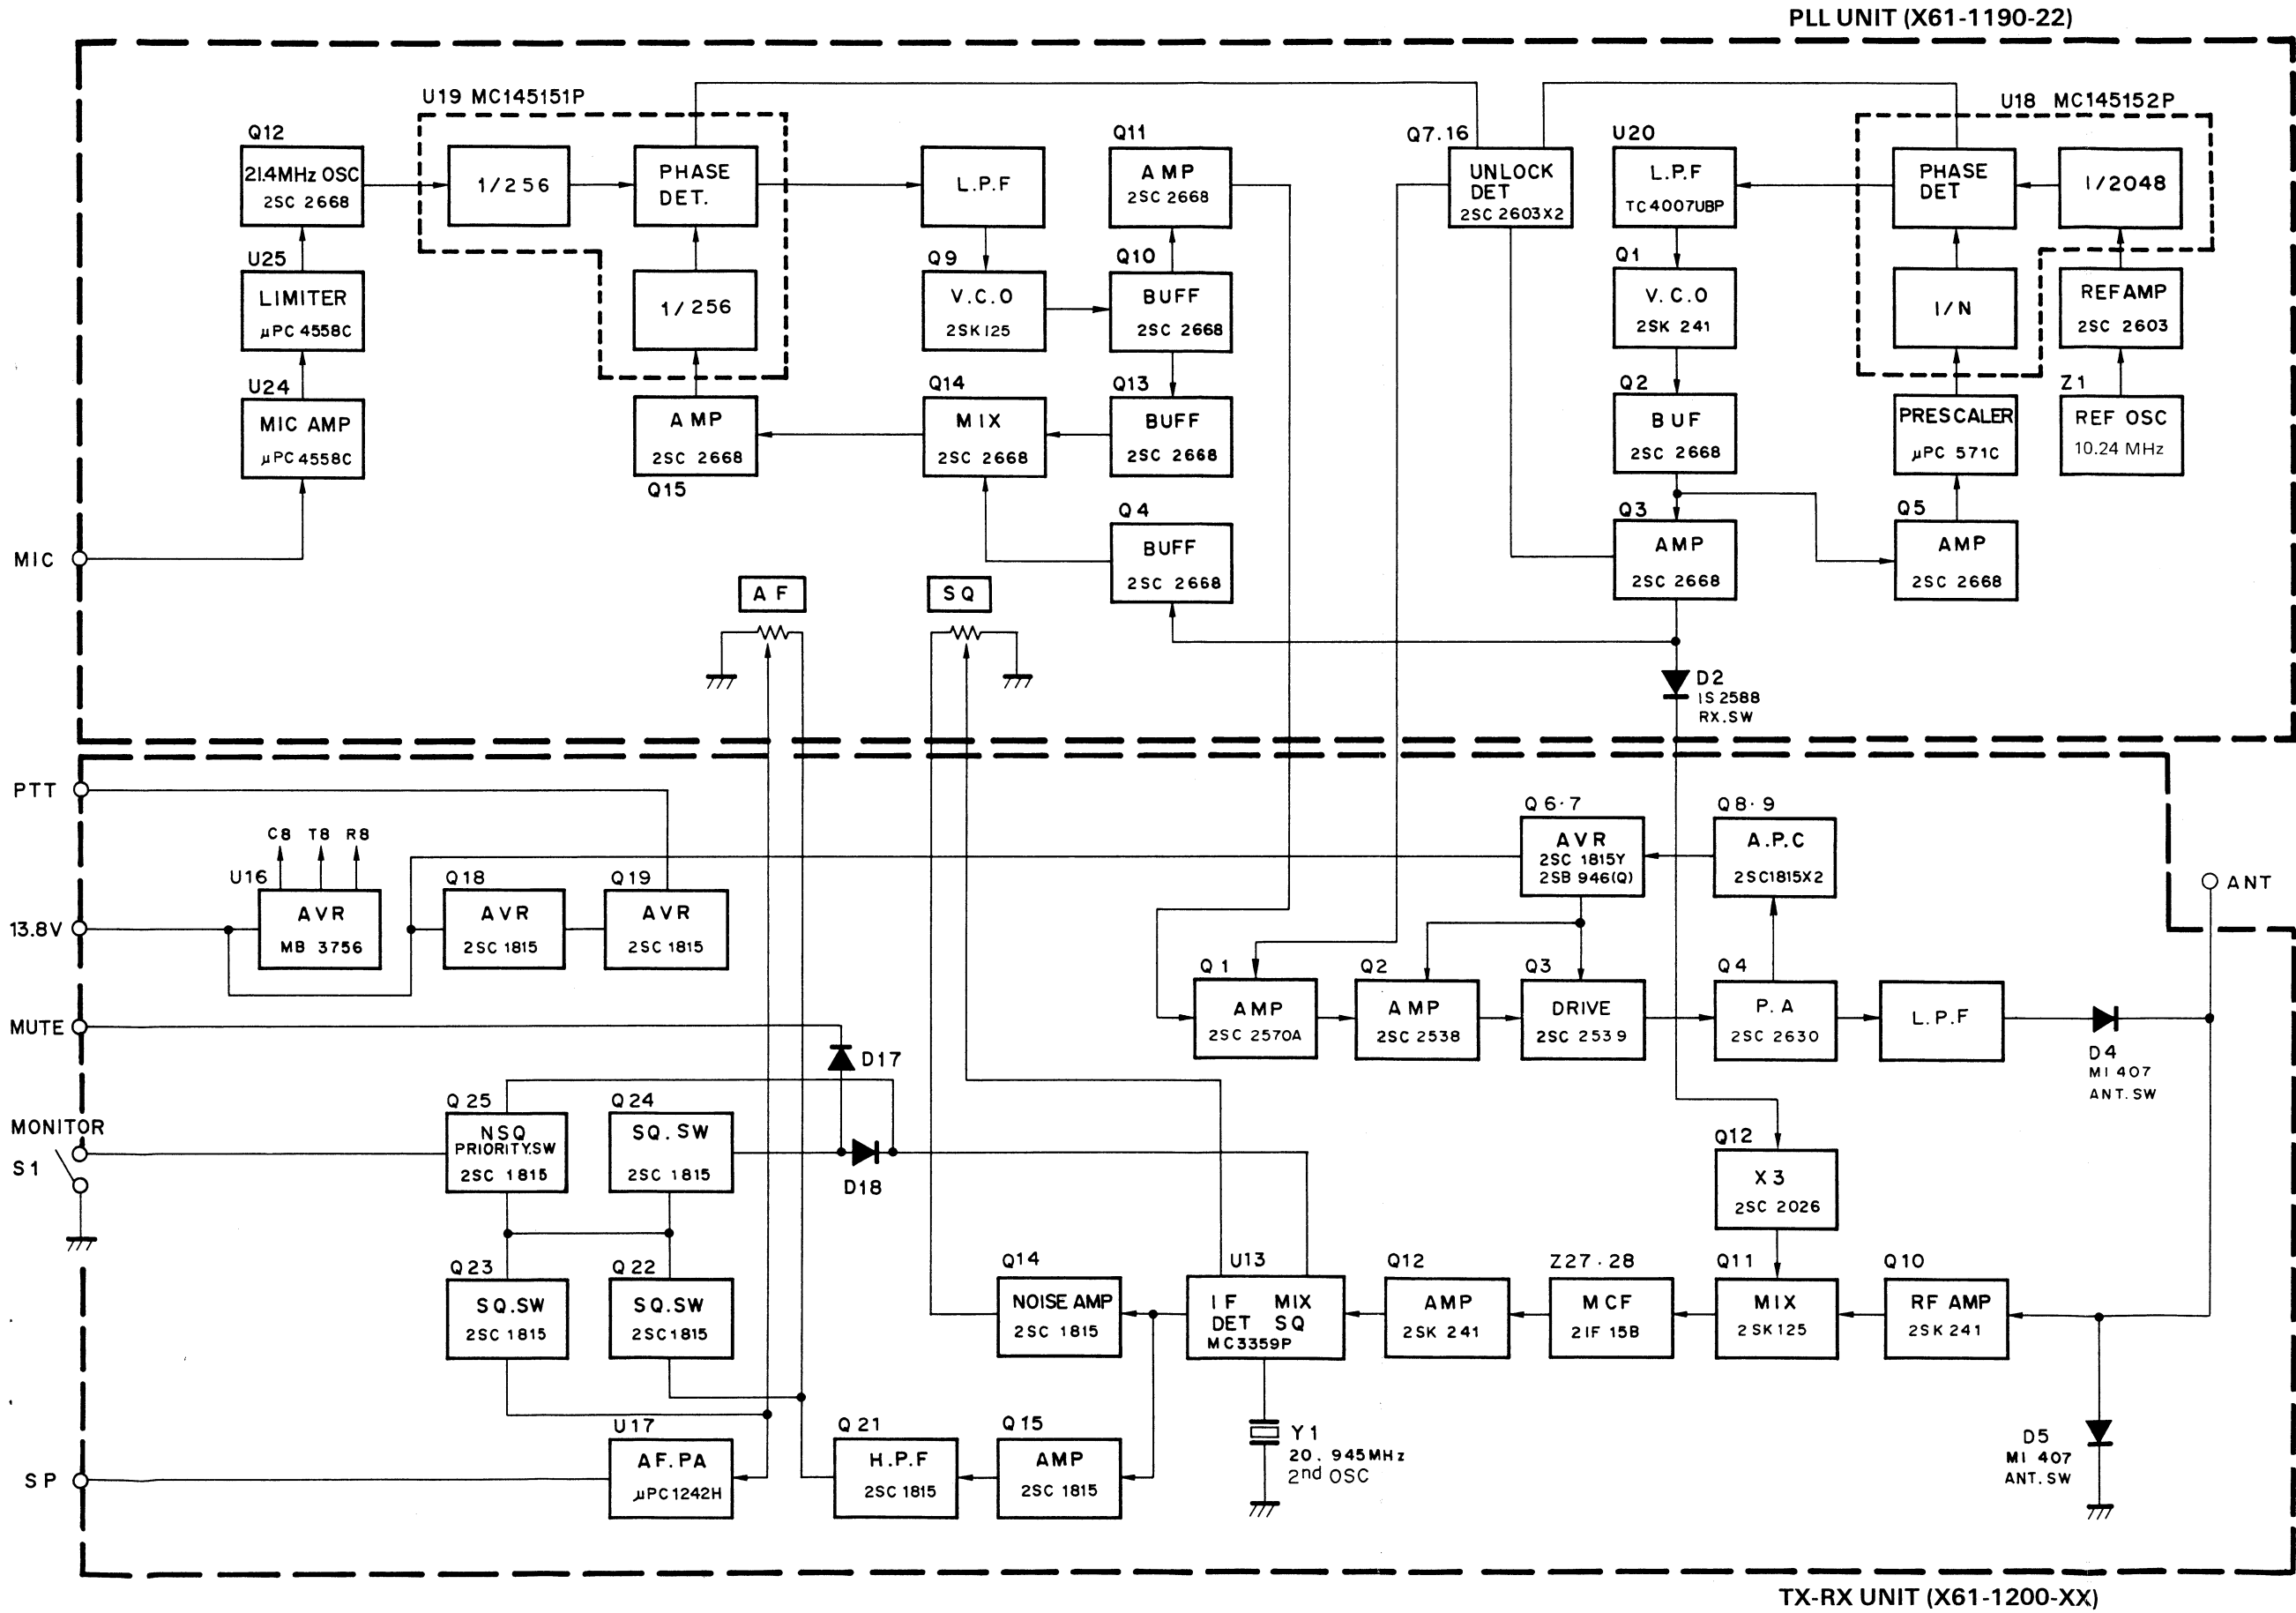 PLL UNIT (X61-1190-22)
U19 MC145151P
U18 MC145152P
Q12
21.4MHz OSC
2SC 2668
1/256
PHASE
DET.
L.P.F
Q11
AMP
2SC 2668
Q7.16
UNLOCK
DET
2SC 2603X2
U20
L.P.F
TC4007UBP
PHASE
DET
1/2048
U25
LIMITER
μPC 4558C
1/256
Q9
V.C.O
2SK125
Q10
BUFF
2SC 2668
Q1
V.C.O
2SK 241
1/N
REF AMP
2SC 2603
U24
MIC AMP
μPC 4558C
AMP
2SC 2668
Q15
Q14
MIX
2SC 2668
Q13
BUFF
2SC 2668
Q2
BUF
2SC 2668
PRESCALER
μPC 571C
Z1
REF OSC
10.24 MHz
MIC
Q4
BUFF
2SC 2668
Q3
AMP
2SC 2668
Q5
AMP
2SC 2668
AF
SQ
D2
1S2588
RX.SW
PTT
C8 T8 R8
U16
AVR
MB 3756
Q18
AVR
2SC 1815
Q19
AVR
2SC 1815
Q6·7
AVR
2SC 1815Y
2SB 946(Q)
Q8·9
A.P.C
2SC1815X2
ANT
13.8V
Q1
AMP
2SC 2570A
Q2
AMP
2SC 2538
Q3
DRIVE
2SC 2539
Q4
P.A
2SC 2630
L.P.F
D4
MI 407
ANT.SW
MUTE
D17
MONITOR
S1
Q25
NSQ
PRIORITY.SW
2SC 1815
Q24
SQ.SW
2SC 1815
D18
Q12
X3
2SC 2026
Q23
SQ.SW
2SC 1815
Q22
SQ.SW
2SC1815
Q14
NOISE AMP
2SC 1815
U13
IF MIX
DET SQ
MC3359P
Q12
AMP
2SK 241
Z27·28
MCF
21F 15B
Q11
MIX
2SK125
Q10
RF AMP
2SK 241
SP
U17
AF.PA
μPC1242H
Q21
H.P.F
2SC 1815
Q15
AMP
2SC 1815
Y1
20.945MHz
2nd OSC
D5
MI 407
ANT.SW
TX-RX UNIT (X61-1200-XX)